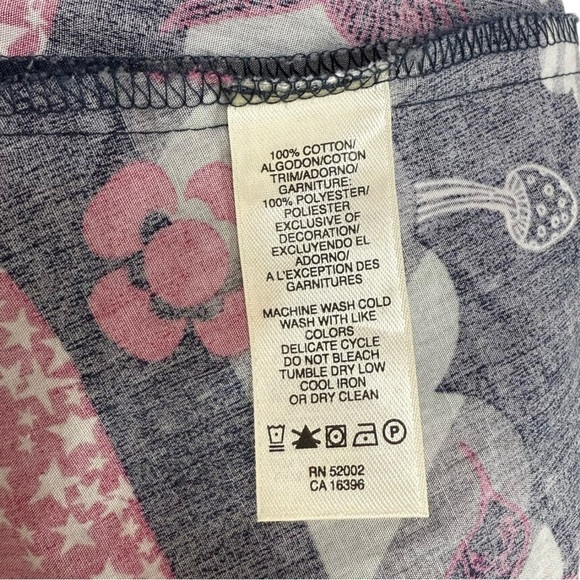 100% COTTON/
ALGODON/COTON
TRIM/ADORNO/
GARNITURE:
100% POLYESTER/
POLIESTER
EXCLUSIVE OF
DECORATION/
EXCLUYENDO EL
ADORNO/
A L'EXCEPTION DES
GARNITURES
MACHINE WASH COLD
WASH WITH LIKE
COLORS
DELICATE CYCLE
DO NOT BLEACH
TUMBLE DRY LOW
COOL IRON
OR DRY CLEAN
P
RN 52002
CA 16396